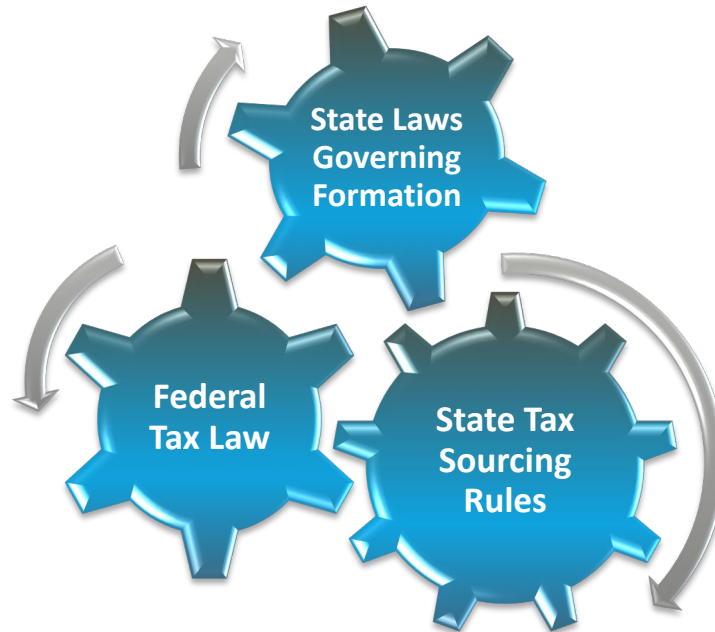 State Laws
Governing
Formation
Federal
Tax Law
State Tax
Sourcing
Rules